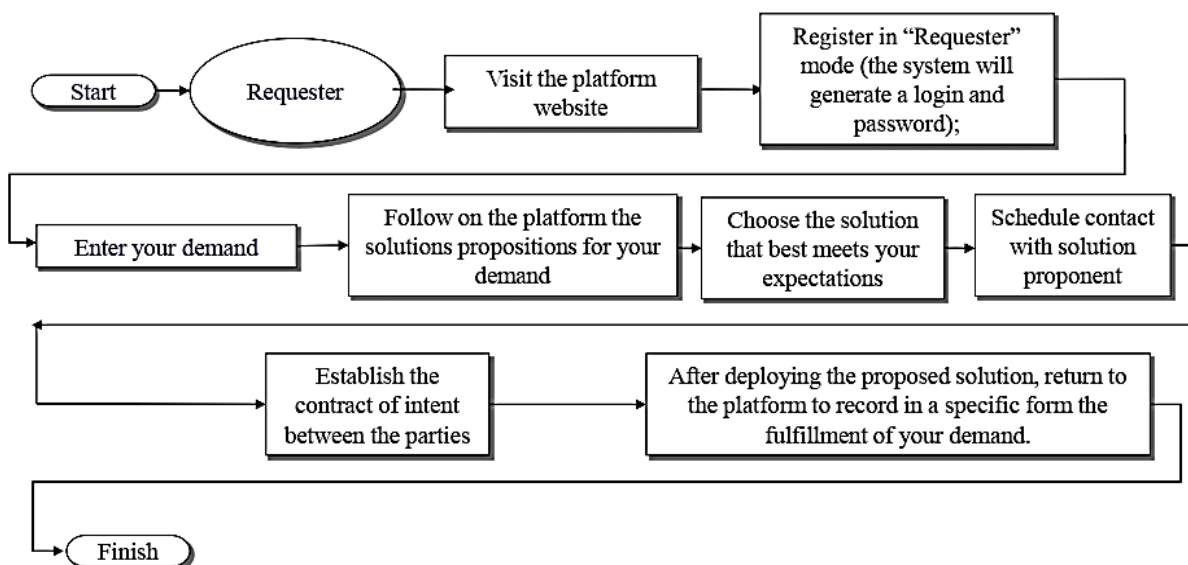 Start
Requester
Visit the platform
website
Register in “Requester”
mode (the system will
generate a login and
password);
Enter your demand
Follow on the platform the
solutions propositions for your
demand
Choose the solution
that best meets your
expectations
Schedule contact
with solution
proponent
Establish the
contract of intent
between the parties
After deploying the proposed solution, return to
the platform to record in a specific form the
fulfillment of your demand.
Finish